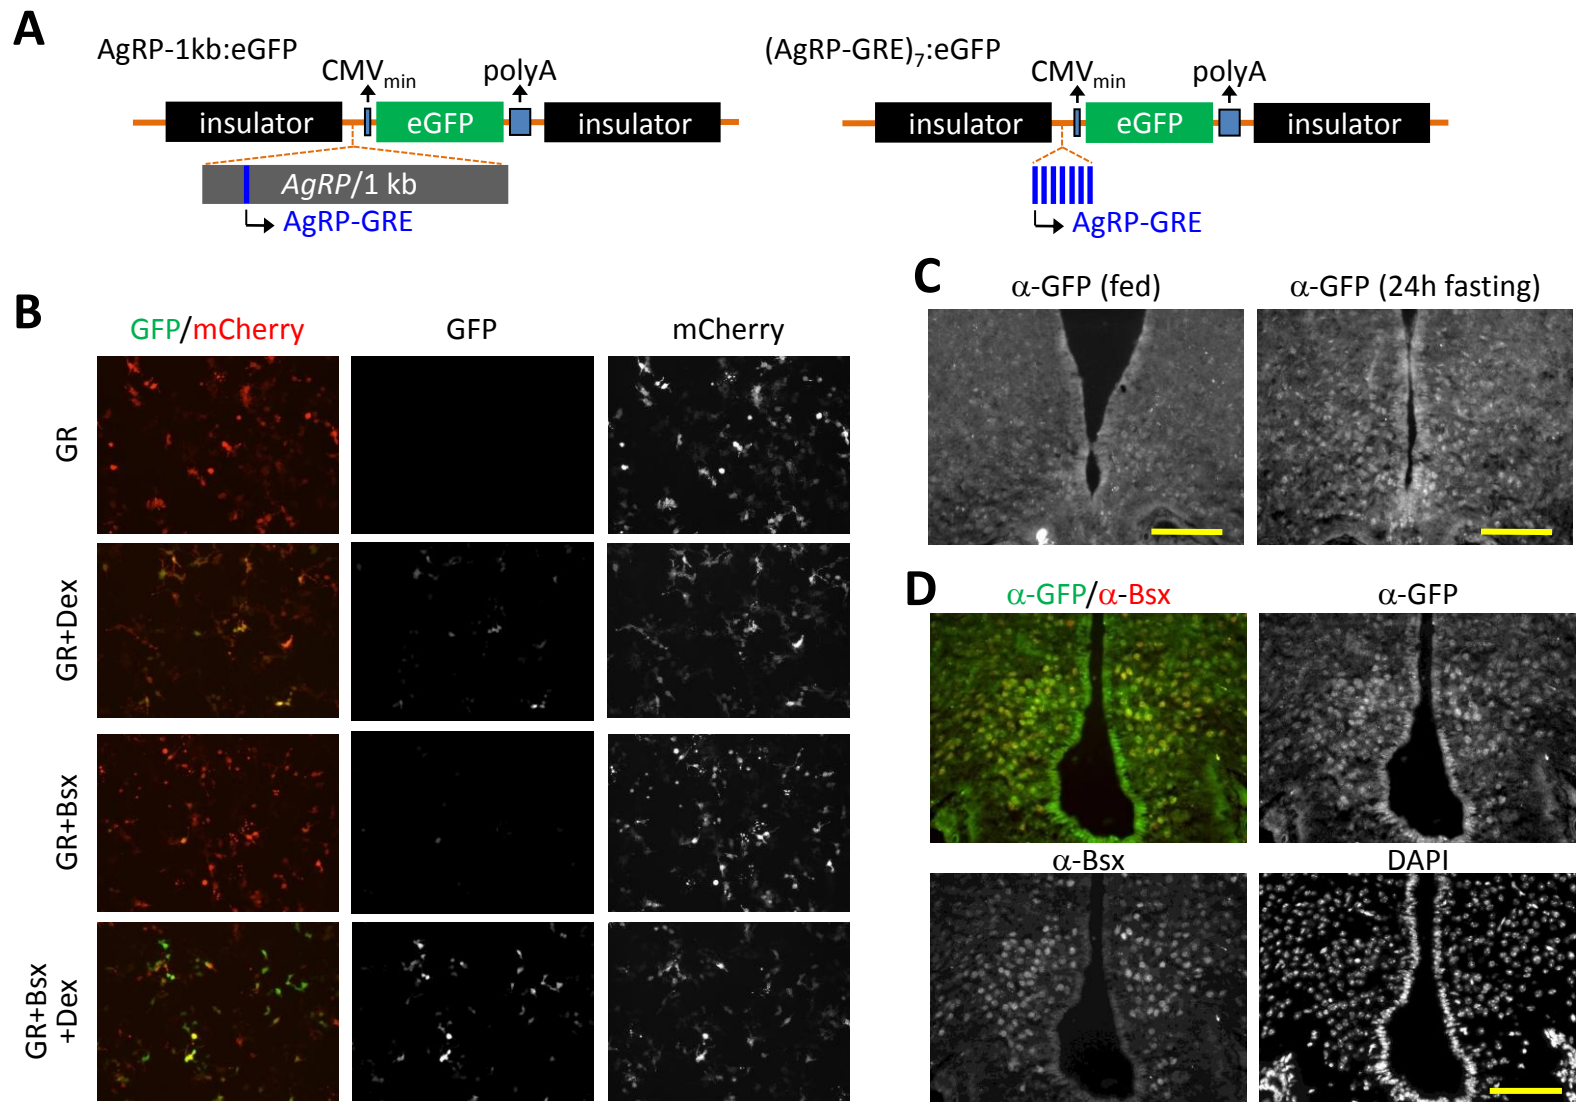 A
AgRP-1kb:eGFP
CMVmin
polyA
insulator
eGFP
insulator
AgRP/1 kb
AgRP-GRE
(AgRP-GRE)7:eGFP
CMVmin
polyA
insulator
eGFP
insulator
AgRP-GRE
B
GFP/mCherry
GFP
mCherry
GR
GR+Dex
GR+Bsx
GR+Bsx
+Dex
C
α-GFP (fed)
α-GFP (24h fasting)
D
α-GFP/α-Bsx
α-GFP
α-Bsx
DAPI